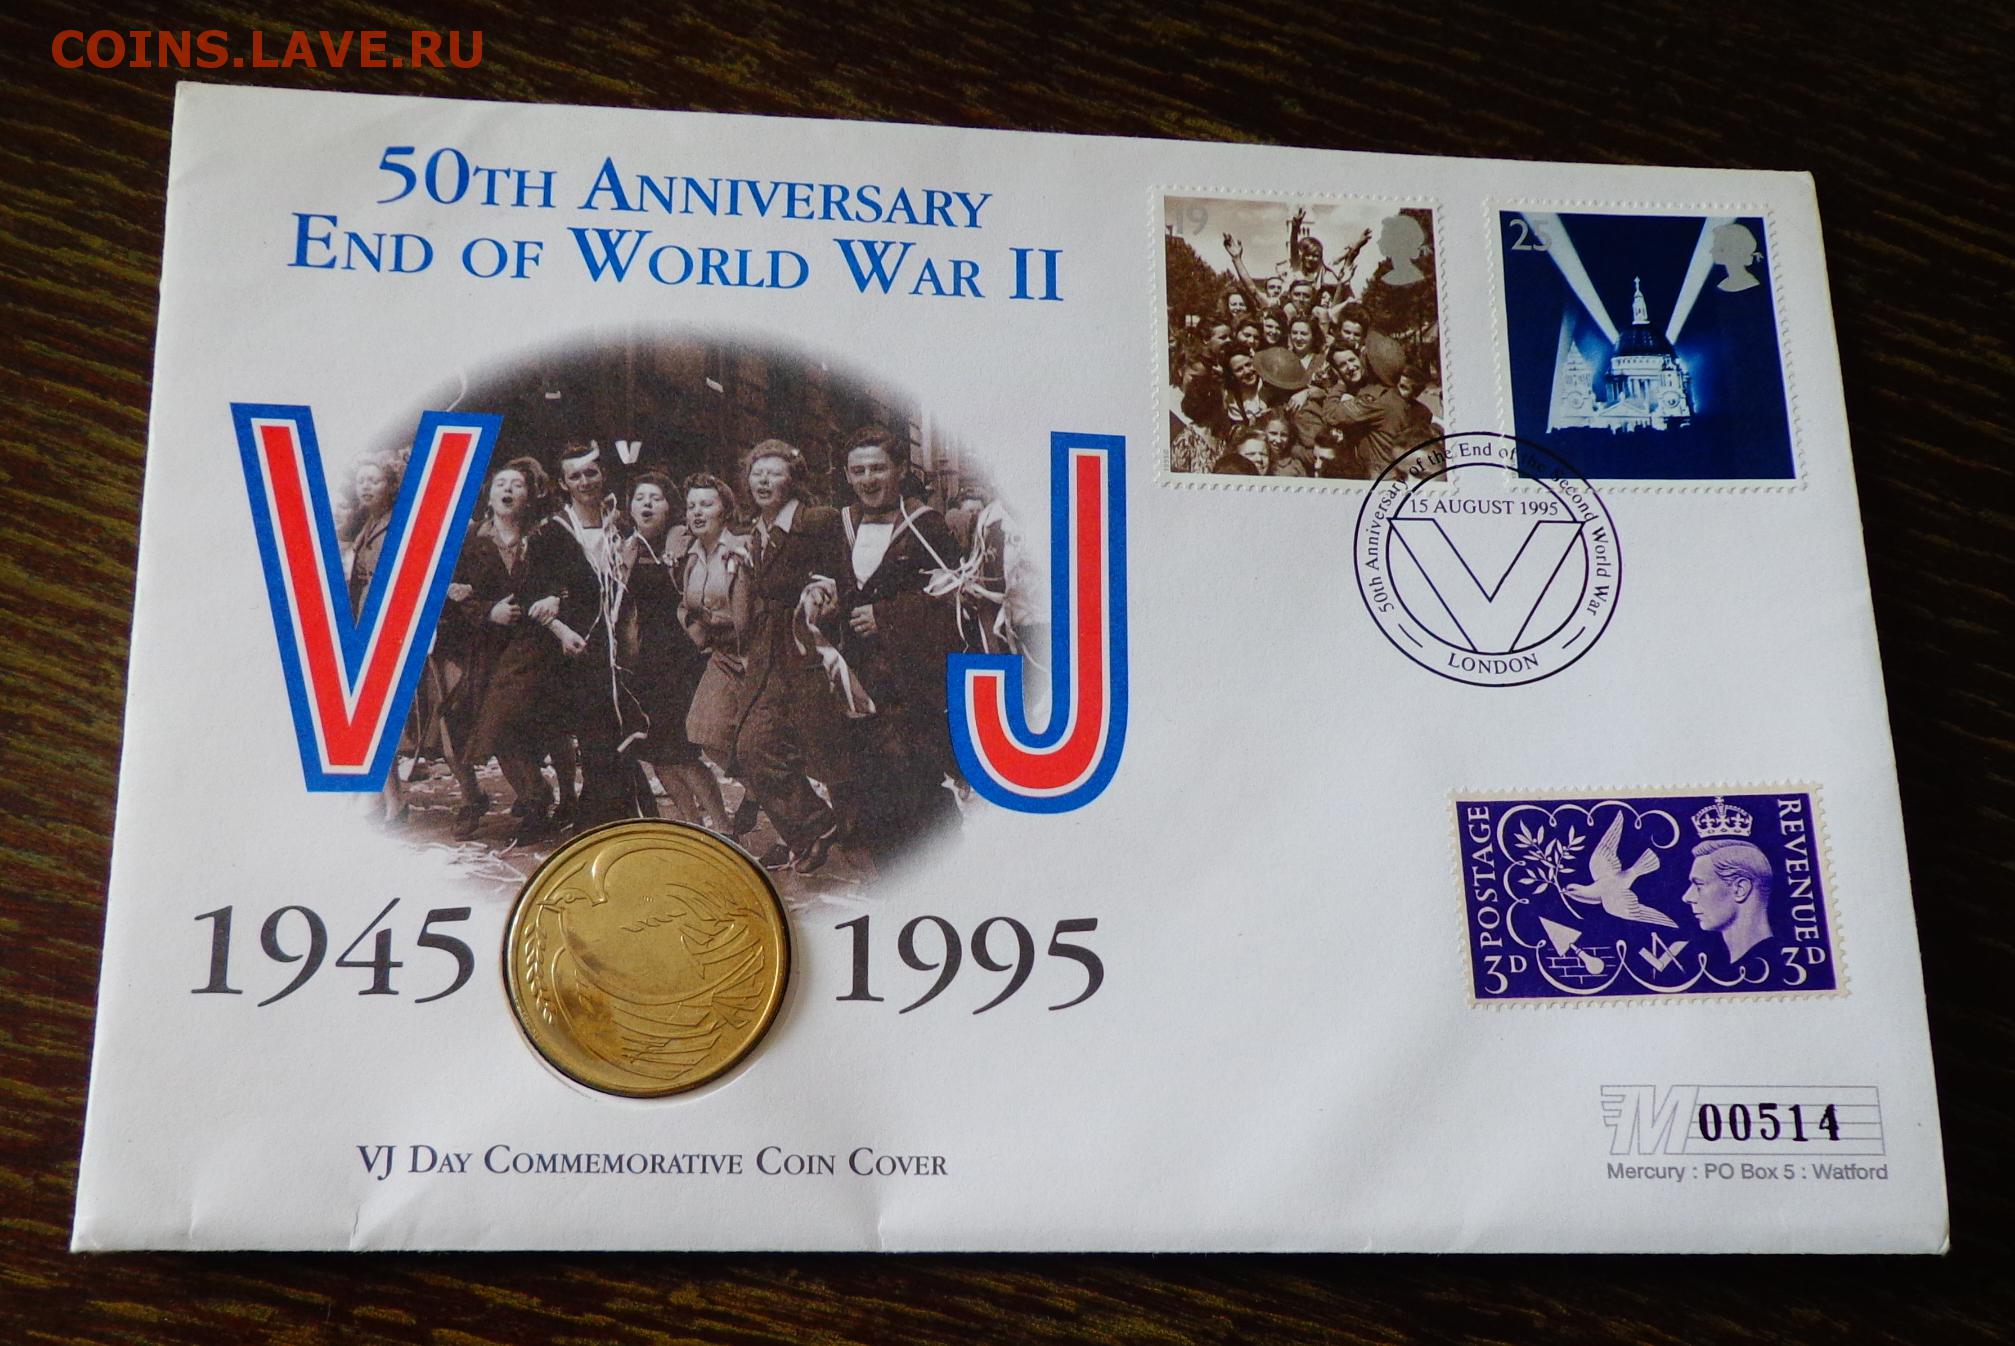 COINS.LAVE.RU
50TH ANNIVERSARY
END OF WORLD WAR II
19
25
V J
50th Anniversary of the End of the Second World War
15 AUGUST 1995
LONDON
1945 1995
POSTAGE
REVENUE
3D 3D
VJ DAY COMMEMORATIVE COIN COVER
M 00514
Mercury : PO Box 5 : Watford